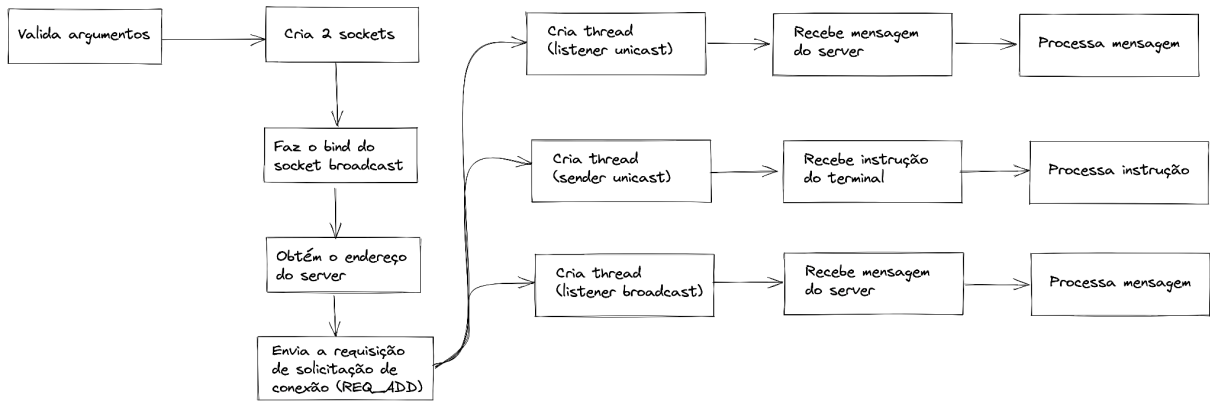 Valida argumentos
Cria 2 sockets
Faz o bind do
socket broadcast
Obtém o endereço
do server
Envia a requisição
de solicitação de
conexão (REQ_ADD)
Cria thread
(listener unicast)
Recebe mensagem
do server
Processa mensagem
Cria thread
(sender unicast)
Recebe instrução
do terminal
Processa instrução
Cria thread
(listener broadcast)
Recebe mensagem
do server
Processa mensagem